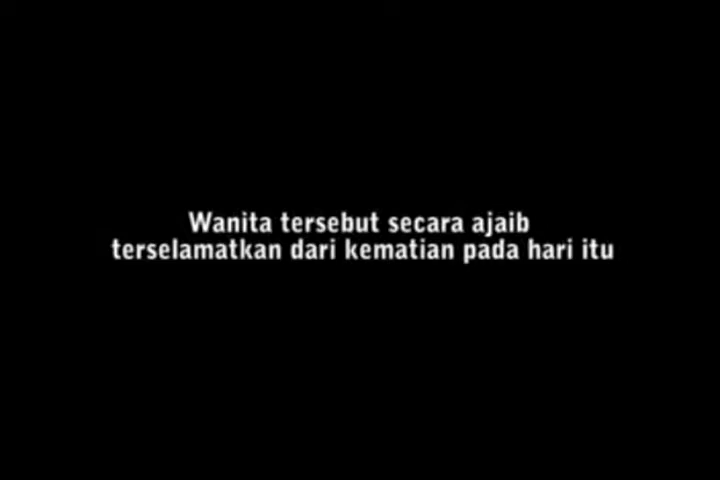 Wanita tersebut secara ajaib
terselamatkan dari kematian pada hari itu